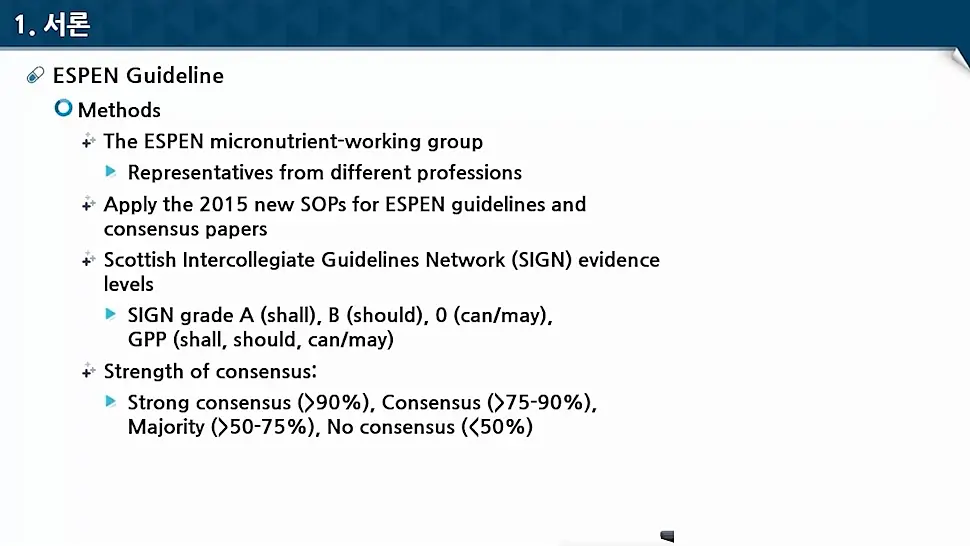 1. 서론
ESPEN Guideline
Methods
The ESPEN micronutrient-working group
Representatives from different professions
Apply the 2015 new SOPs for ESPEN guidelines and
consensus papers
Scottish Intercollegiate Guidelines Network (SIGN) evidence
levels
SIGN grade A (shall), B (should), 0 (can/may),
GPP (shall, should, can/may)
Strength of consensus:
Strong consensus (>90%), Consensus (>75-90%),
Majority (>50-75%), No consensus (<50%)